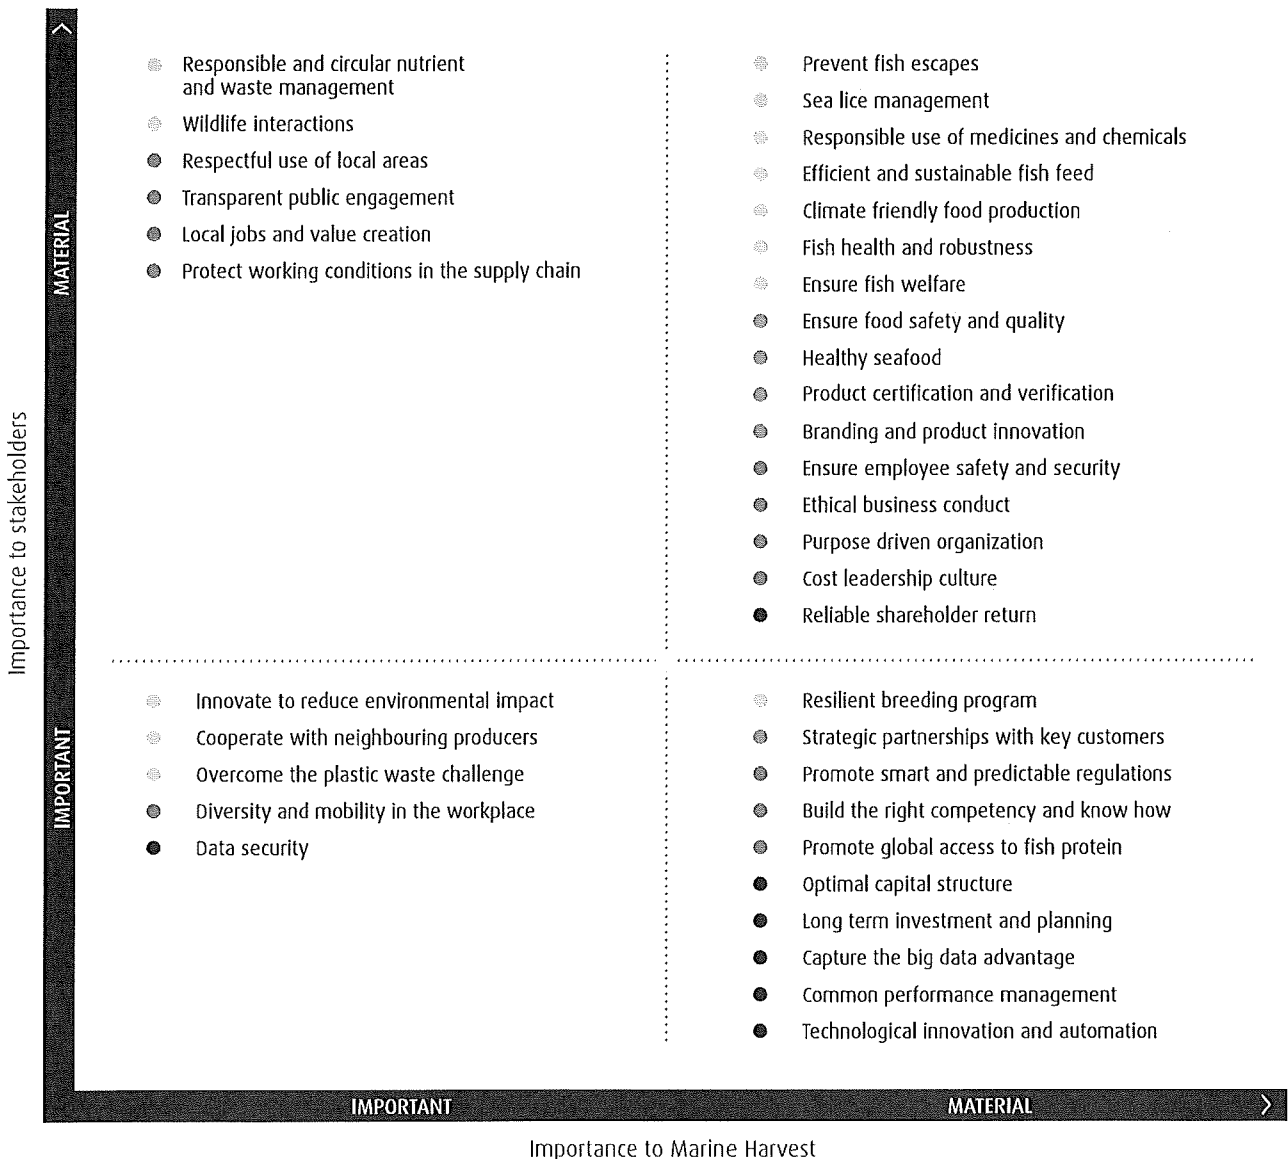 Importance to stakeholders
MATERIAL
Responsible and circular nutrient
and waste management
Wildlife interactions
Respectful use of local areas
Transparent public engagement
Local jobs and value creation
Protect working conditions in the supply chain
Prevent fish escapes
Sea lice management
Responsible use of medicines and chemicals
Efficient and sustainable fish feed
Climate friendly food production
Fish health and robustness
Ensure fish welfare
Ensure food safety and quality
Healthy seafood
Product certification and verification
Branding and product innovation
Ensure employee safety and security
Ethical business conduct
Purpose driven organization
Cost leadership culture
Reliable shareholder return
IMPORTANT
Innovate to reduce environmental impact
Cooperate with neighbouring producers
Overcome the plastic waste challenge
Diversity and mobility in the workplace
Data security
Resilient breeding program
Strategic partnerships with key customers
Promote smart and predictable regulations
Build the right competency and know how
Promote global access to fish protein
Optimal capital structure
Long term investment and planning
Capture the big data advantage
Common performance management
Technological innovation and automation
IMPORTANT
MATERIAL
Importance to Marine Harvest